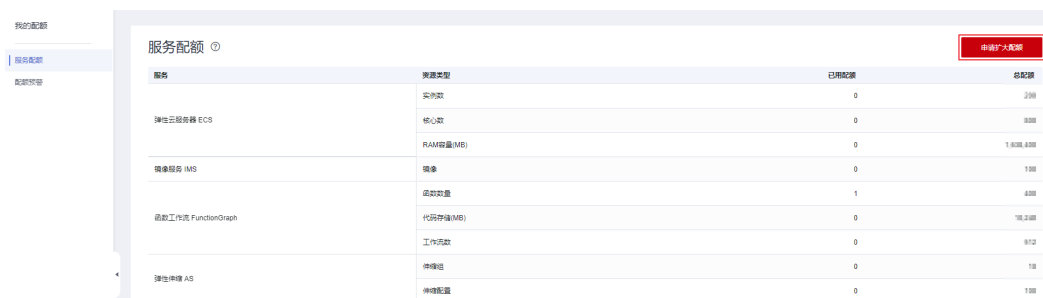 我的配额
服务配额
配额预警
服务配额
申请扩大配额
服务 资源类型 已用配额 总配额
弹性云服务器 ECS
实例数 0
核心数 0
RAM容量(MB) 0
镜像服务 IMS 镜像 0
函数工作流 FunctionGraph
函数数量 1
代码存储(MB) 0
工作流数 0
弹性伸缩 AS
伸缩组 0
伸缩配置 0